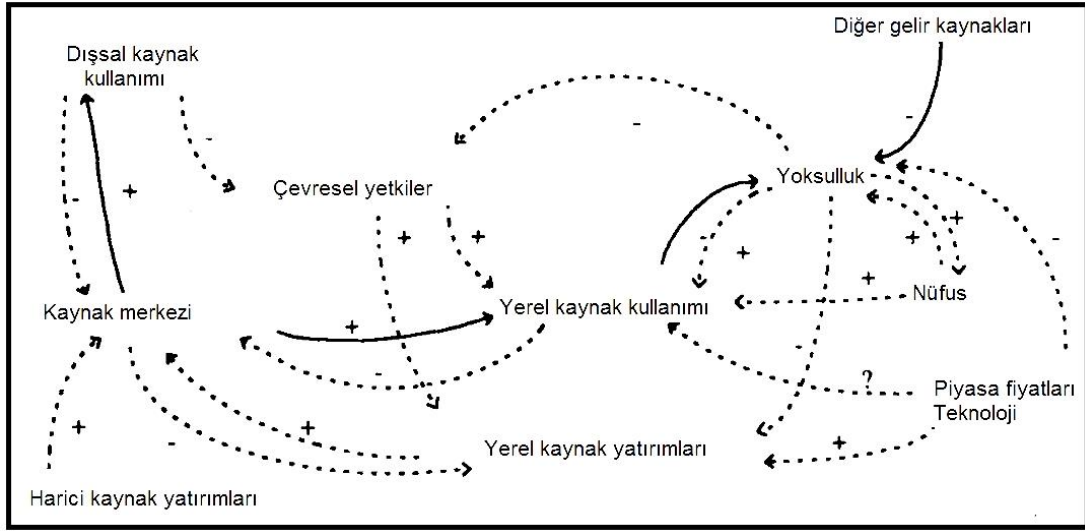 Diğer gelir kaynakları
Dışsal kaynak
kullanımı
-
-
-
-
+
Çevresel yetkiler
Yoksulluk
+
+
-
+
+
+
-
+
Kaynak merkezi
Yerel kaynak kullanımı
Nüfus
+
-
-
?
Piyasa fiyatları
Teknoloji
+
-
+
Yerel kaynak yatırımları
+
Harici kaynak yatırımları